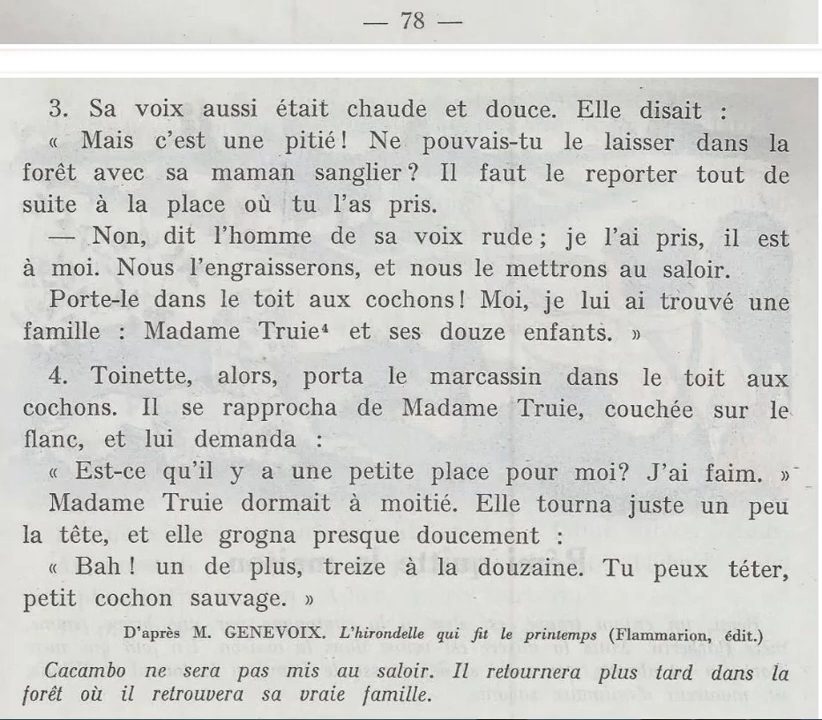 — 78 —
3. Sa voix aussi était chaude et douce. Elle disait :
« Mais c'est une pitié ! Ne pouvais-tu le laisser dans la
forêt avec sa maman sanglier ? Il faut le reporter tout de
suite à la place où tu l'as pris.
— Non, dit l'homme de sa voix rude ; je l'ai pris, il est
à moi. Nous l'engraisserons, et nous le mettrons au saloir.
Porte-le dans le toit aux cochons ! Moi, je lui ai trouvé une
famille : Madame Truie⁴ et ses douze enfants. »
4. Toinette, alors, porta le marcassin dans le toit aux
cochons. Il se rapprocha de Madame Truie, couchée sur le
flanc, et lui demanda :
« Est-ce qu'il y a une petite place pour moi? J'ai faim. »
Madame Truie dormait à moitié. Elle tourna juste un peu
la tête, et elle grogna presque doucement :
« Bah ! un de plus, treize à la douzaine. Tu peux téter,
petit cochon sauvage. »
D'après M. GENEVOIX. L'hirondelle qui fit le printemps (Flammarion, édit.)
Cacambo ne sera pas mis au saloir. Il retournera plus tard dans la
forêt où il retrouvera sa vraie famille.